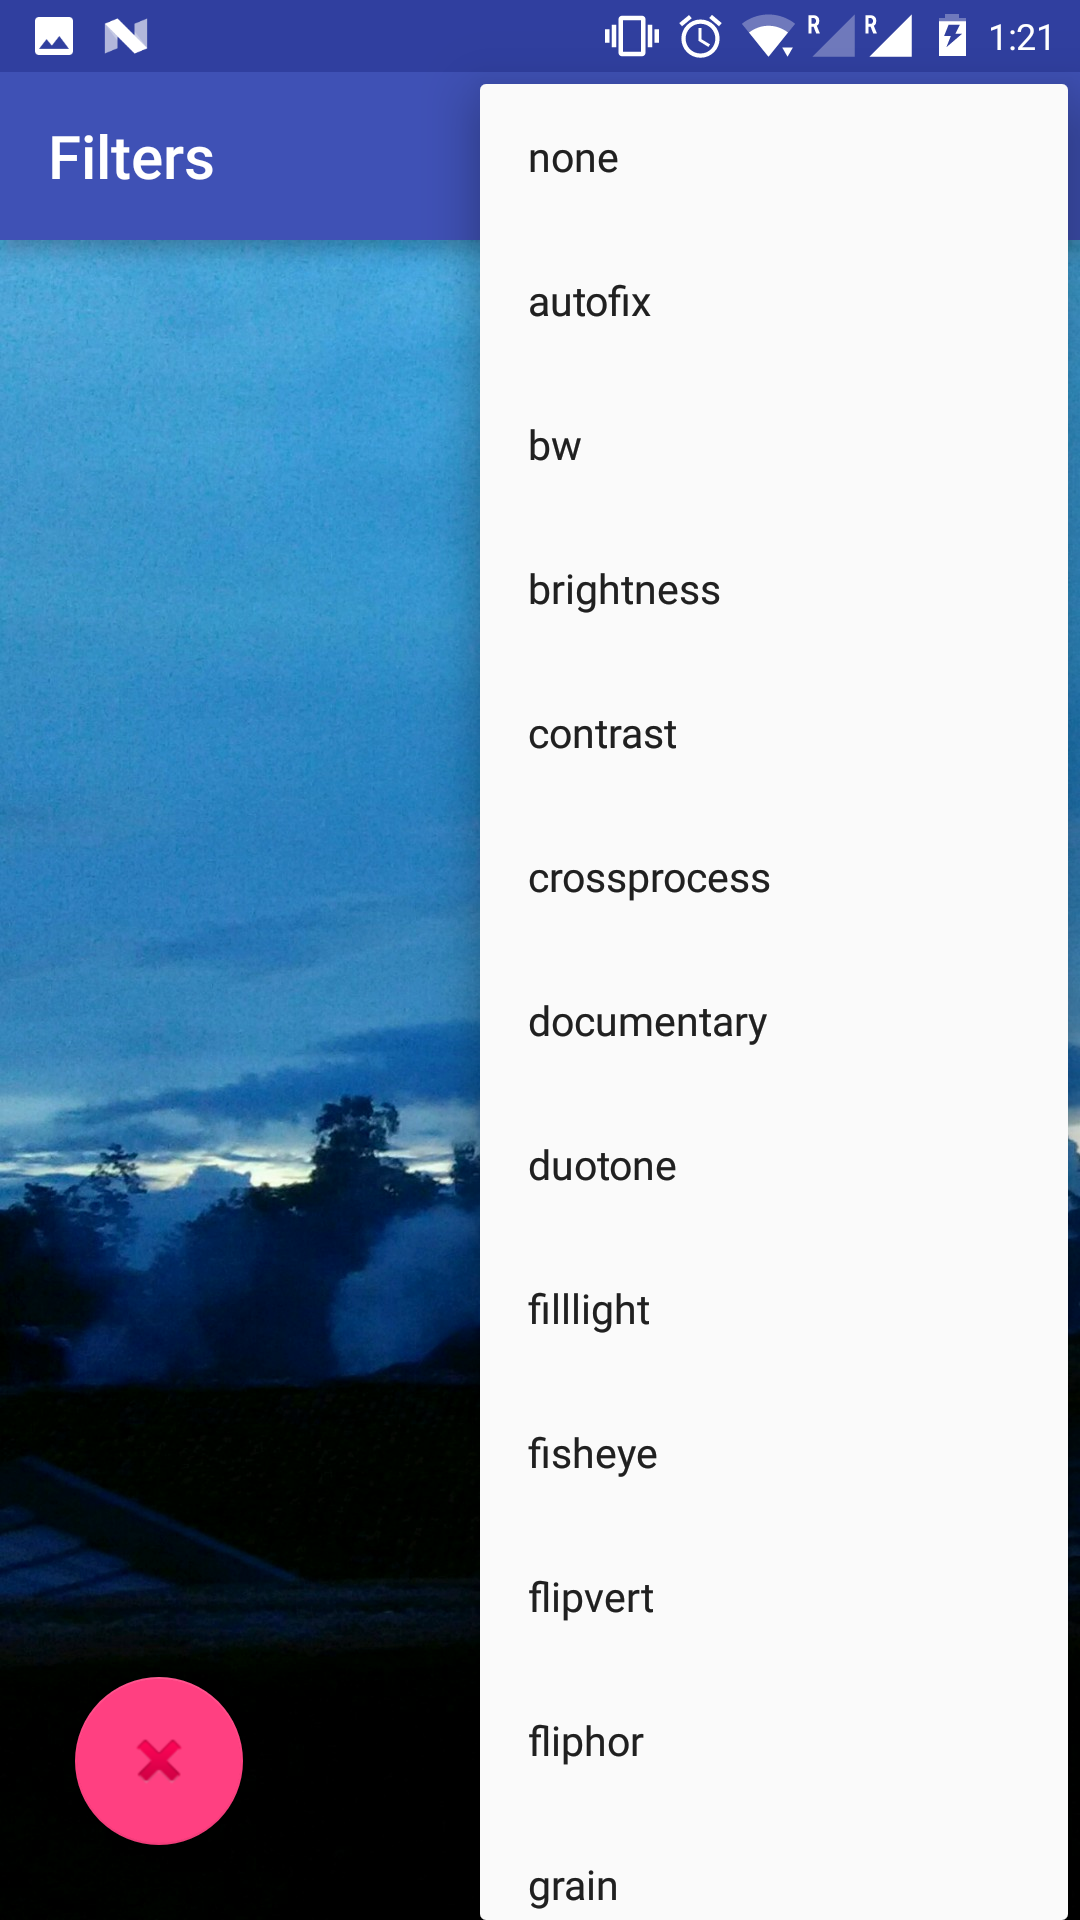 R R 1:21
Filters
none
autofix
bw
brightness
contrast
crossprocess
documentary
duotone
filllight
fisheye
flipvert
fliphor
grain